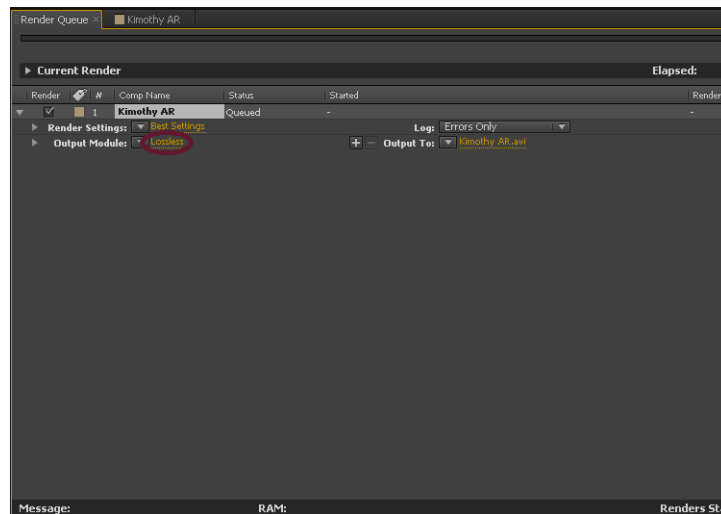 Render Queue × Kimothy AR
Current Render Elapsed:
Render # Comp Name Status Started Render
1 Kimothy AR Queued - -
Render Settings: Best Settings Log: Errors Only
Output Module: Lossless + − Output To: Kimothy AR.avi
Message: RAM: Renders St